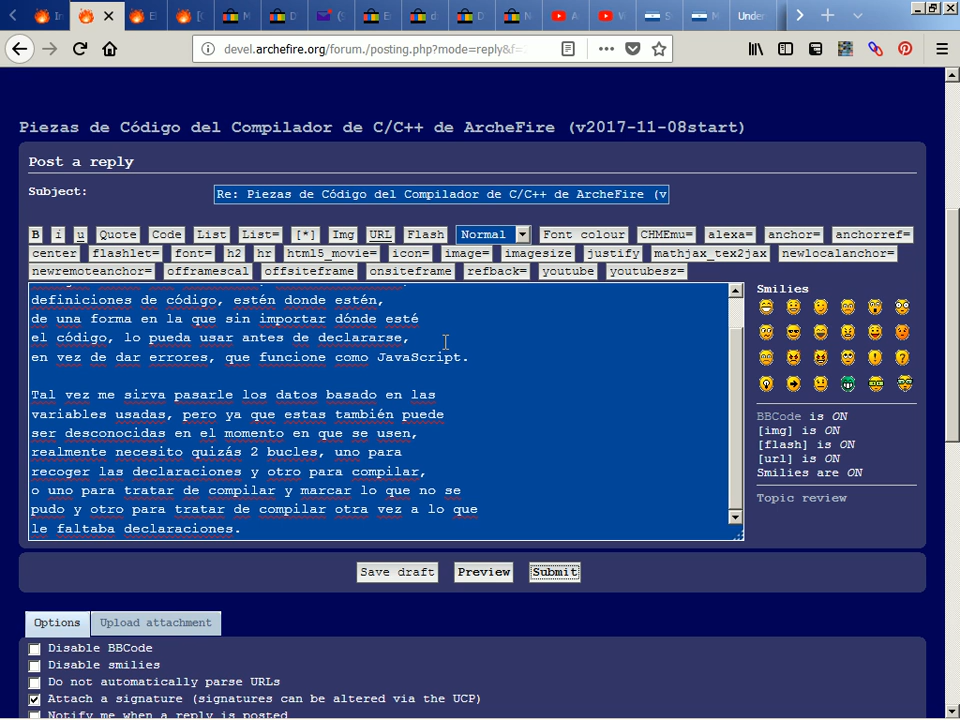 In
E
[C
M
D
(S
E
d
D
N
V
S
M
Under
devel.archefire.org/forum./posting.php?mode=reply&f=
Piezas de Código del Compilador de C/C++ de ArcheFire (v2017-11-08start)
Post a reply
Subject:
Re: Piezas de Código del Compilador de C/C++ de ArcheFire (v
B i u Quote Code List List= [*] Img URL Flash Normal Font colour CHMEmu= alexa= anchor= anchorref=
center flashlet= font= h2 hr html5_movie= icon= image= imagesize justify mathjax_tex2jax newlocalanchor=
newremoteanchor= offramescal offsiteframe onsiteframe refback= youtube youtubesz=
definiciones de código, estén donde estén,
de una forma en la que sin importar dónde esté
el código, lo pueda usar antes de declararse,
en vez de dar errores, que funcione como JavaScript.
Tal vez me sirva pasarle los datos basado en las
variables usadas, pero ya que estas también puede
ser desconocidas en el momento en que se usen,
realmente necesito quizás 2 bucles, uno para
recoger las declaraciones y otro para compilar,
o uno para tratar de compilar y marcar lo que no se
pudo y otro para tratar de compilar otra vez a lo que
le faltaba declaraciones.
Smilies
BBCode is ON
[img] is ON
[flash] is ON
[url] is ON
Smilies are ON
Topic review
Save draft Preview Submit
Options Upload attachment
Disable BBCode
Disable smilies
Do not automatically parse URLs
Attach a signature (signatures can be altered via the UCP)
Notify me when a reply is posted